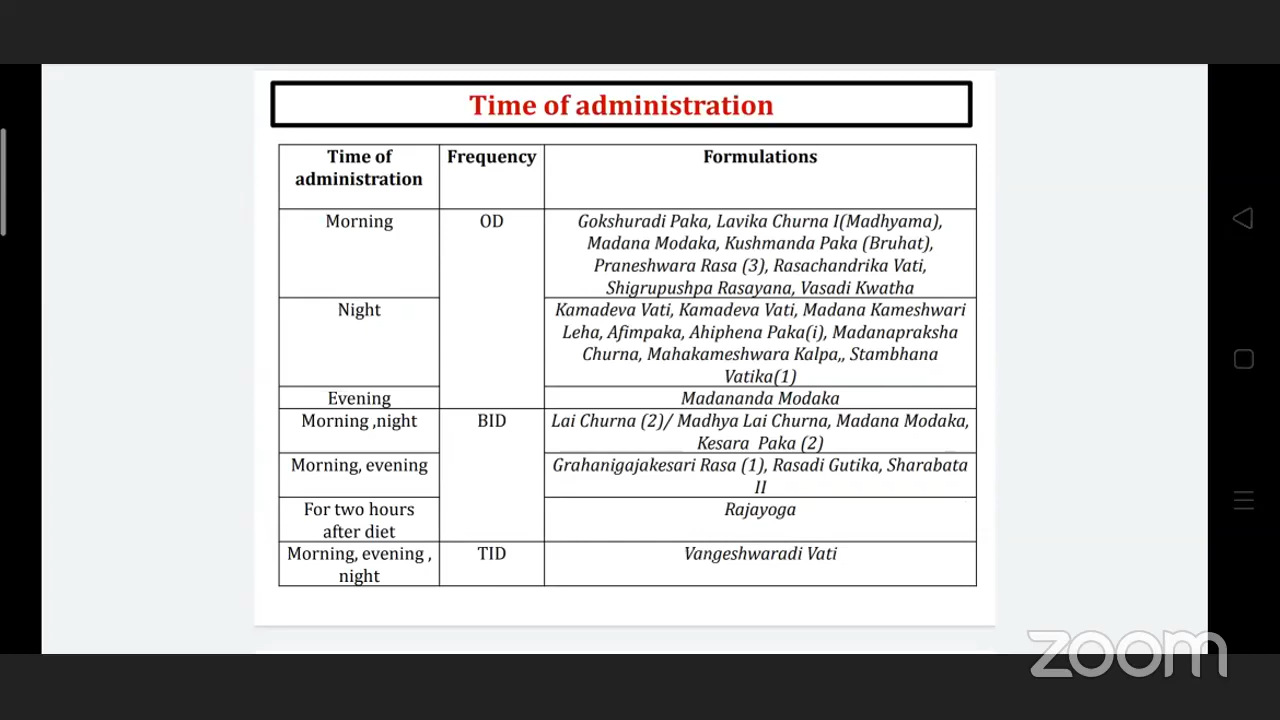 Time of administration
Time of administration Frequency Formulations
Morning OD Gokshuradi Paka, Lavika Churna I(Madhyama),
Madana Modaka, Kushmanda Paka (Bruhat),
Praneshwara Rasa (3), Rasachandrika Vati,
Shigrupushpa Rasayana, Vasadi Kwatha
Night Kamadeva Vati, Kamadeva Vati, Madana Kameshwari
Leha, Afimpaka, Ahiphena Paka(i), Madanapraksha
Churna, Mahakameshwara Kalpa,, Stambhana
Vatika(1)
Evening Madananda Modaka
Morning ,night BID Lai Churna (2)/ Madhya Lai Churna, Madana Modaka,
Kesara Paka (2)
Morning, evening Grahanigajakesari Rasa (1), Rasadi Gutika, Sharabata
II
For two hours after diet Rajayoga
Morning, evening , night TID Vangeshwaradi Vati
zoom